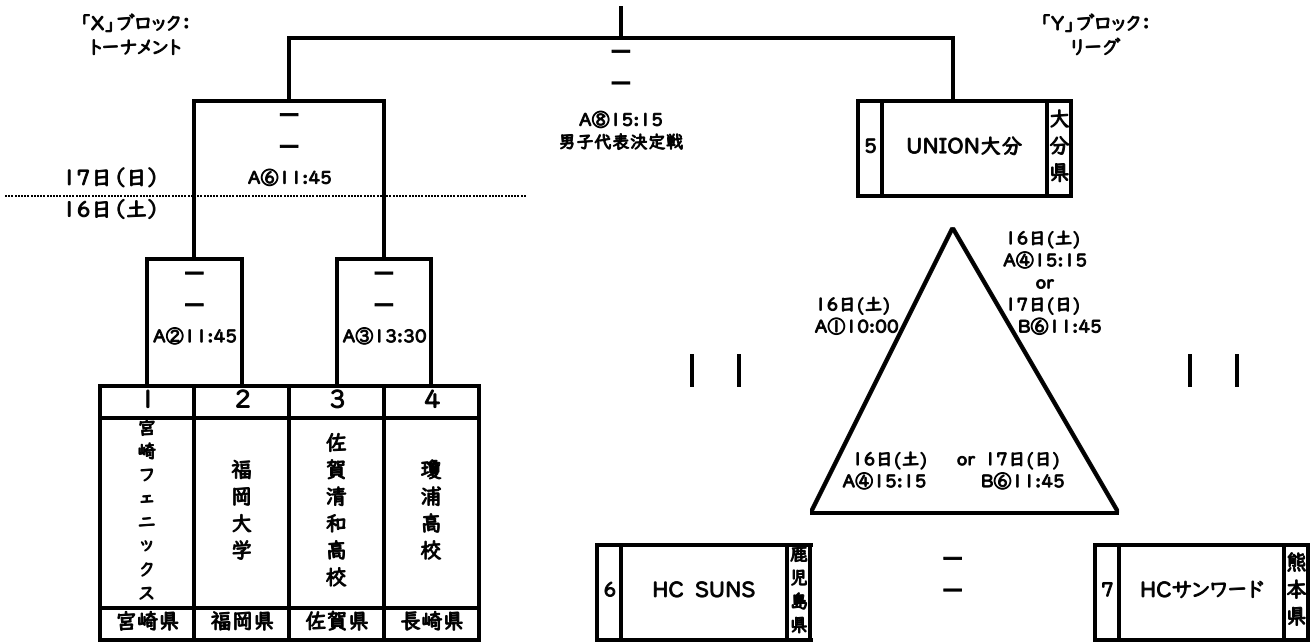 「X」ブロック:
トーナメント
「Y」ブロック:
リーグ
A⑧15:15
男子代表決定戦
5
UNION大分
大分県
17日(日)
A⑥11:45
16日(土)
16日(土)
A④15:15
or
17日(日)
B⑥11:45
16日(土)
A①10:00
A②11:45
A③13:30
1
2
3
4
宮崎フェニックス
福岡大学
佐賀清和高校
瓊浦高校
宮崎県
福岡県
佐賀県
長崎県
16日(土) or 17日(日)
A④15:15 B⑥11:45
6
HC SUNS
鹿児島県
7
HCサンワード
熊本県